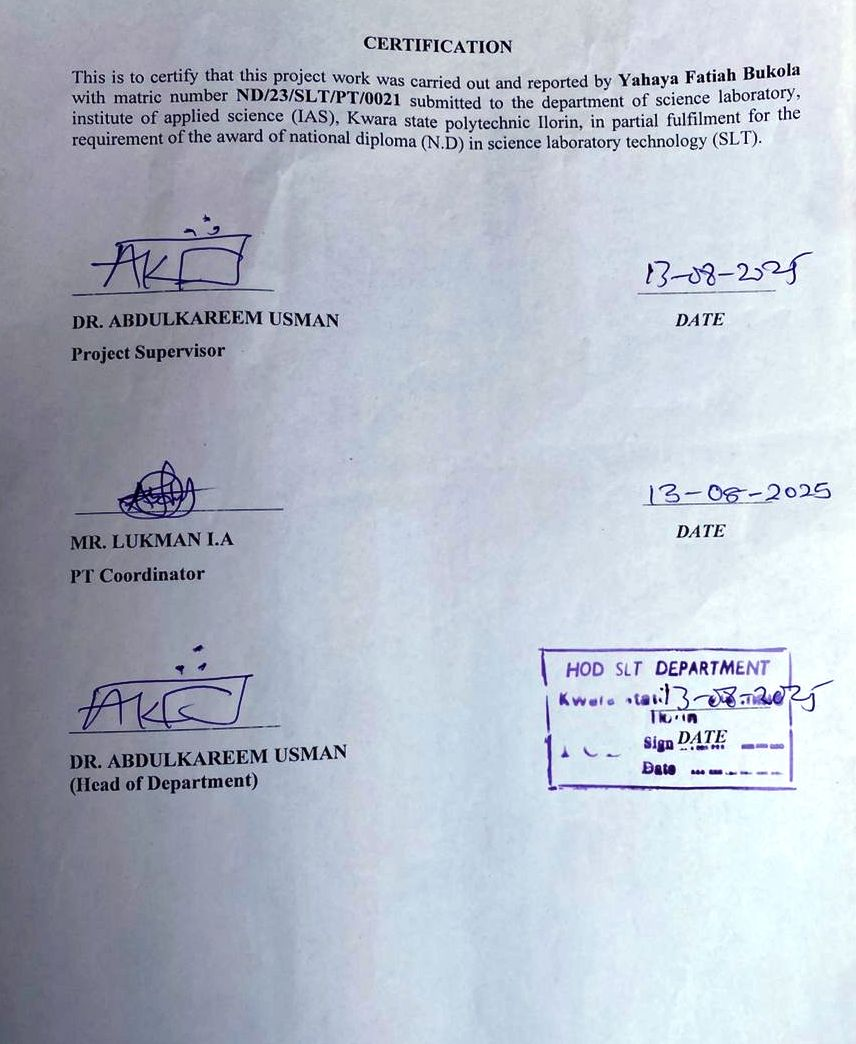 CERTIFICATION
This is to certify that this project work was carried out and reported by Yahaya Fatiah Bukola
with matric number ND/23/SLT/PT/0021 submitted to the department of science laboratory,
institute of applied science (IAS), Kwara state polytechnic Ilorin, in partial fulfilment for the
requirement of the award of national diploma (N.D) in science laboratory technology (SLT).
13-08-2025
DR. ABDULKAREEM USMAN
DATE
Project Supervisor
13-08-2025
MR. LUKMAN I.A
DATE
PT Coordinator
HOD SLT DEPARTMENT
13-08-2025
Sign DATE
DR. ABDULKAREEM USMAN
Date
(Head of Department)